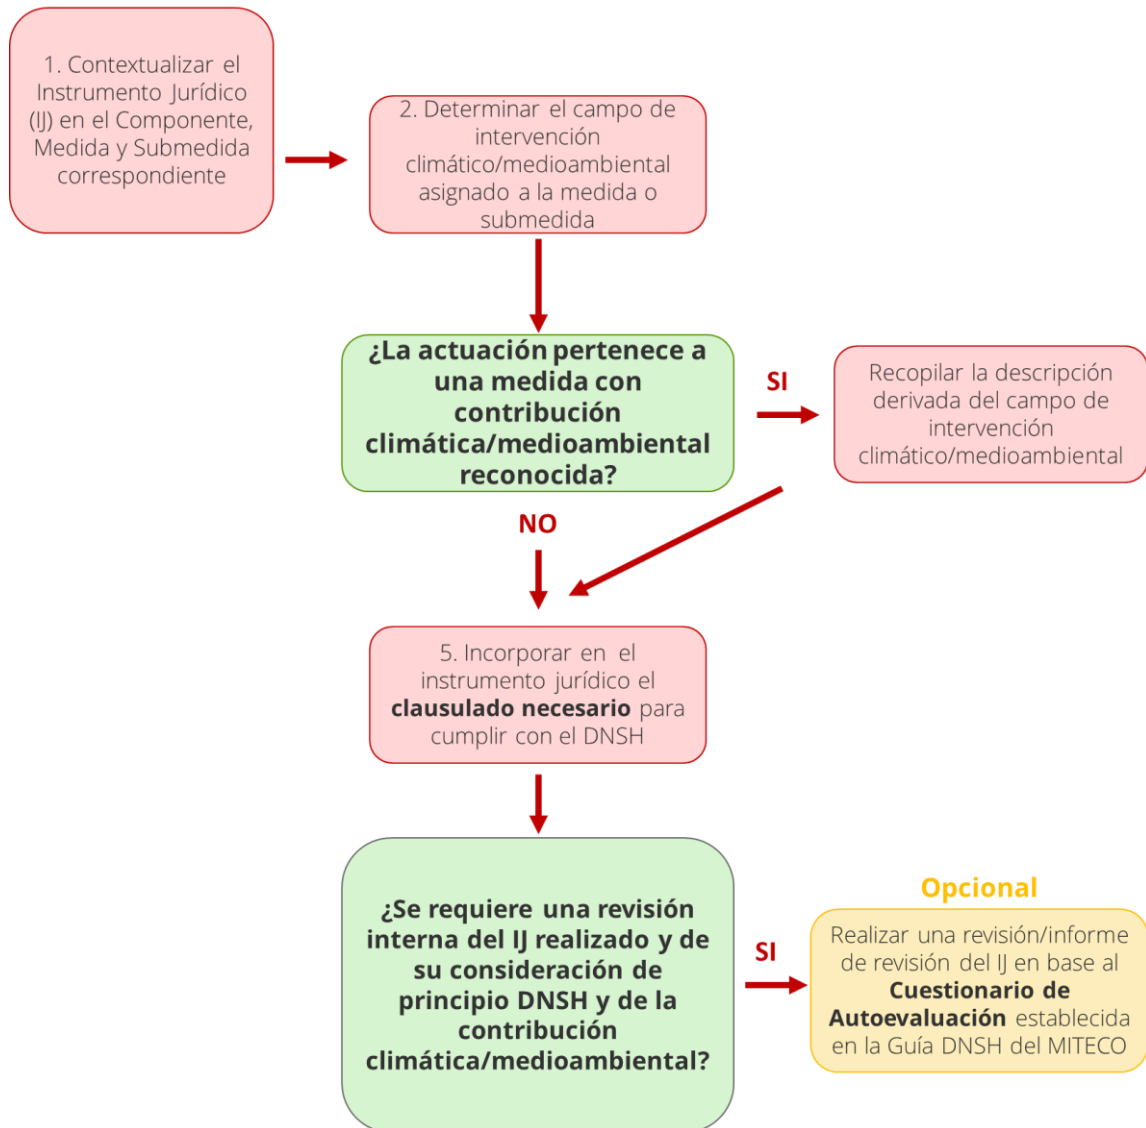 1. Contextualizar el
Instrumento Jurídico
(IJ) en el Componente,
Medida y Submedida
correspondiente
2. Determinar el campo de
intervención
climático/medioambiental
asignado a la medida o
submedida
¿La actuación pertenece a
una medida con
contribución
climática/medioambiental
reconocida?
SI
Recopilar la descripción
derivada del campo de
intervención
climático/medioambiental
NO
5. Incorporar en el
instrumento jurídico el
clausulado necesario para
cumplir con el DNSH
¿Se requiere una revisión
interna del IJ realizado y de
su consideración de
principio DNSH y de la
contribución
climática/medioambiental?
SI
Opcional
Realizar una revisión/informe
de revisión del IJ en base al
Cuestionario de
Autoevaluación establecida
en la Guía DNSH del MITECO